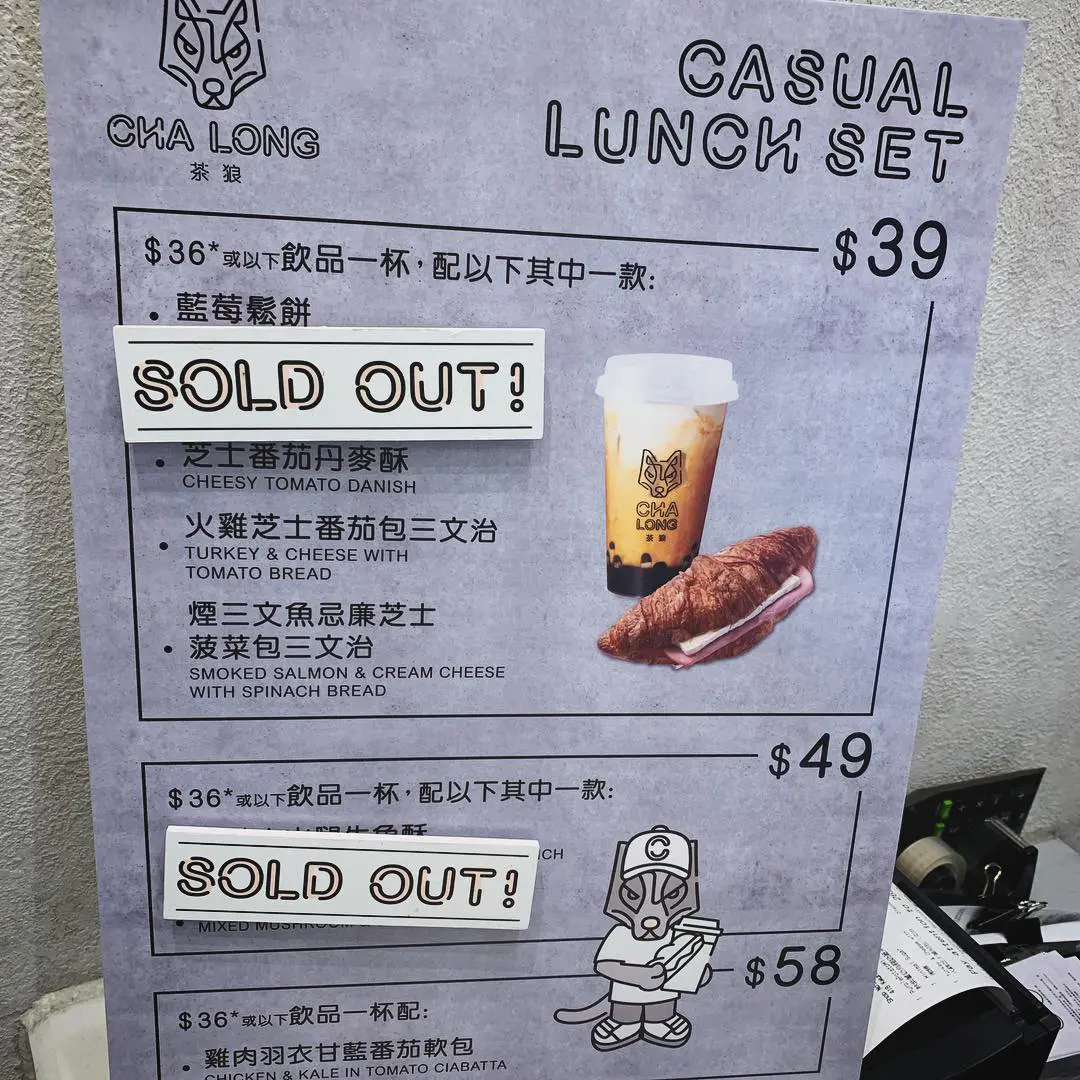 CHA LONG
茶狼
CASUAL
LUNCH SET
$39
$36*或以下飲品一杯，配以下其中一款:
• 藍莓鬆餅
SOLD OUT!
• 芝士番茄丹麥酥
CHEESY TOMATO DANISH
• 火雞芝士番茄包三文治
TURKEY & CHEESE WITH
TOMATO BREAD
煙三文魚忌廉芝士
• 菠菜包三文治
SMOKED SALMON & CREAM CHEESE
WITH SPINACH BREAD
CHA
LONG
茶狼
$49
$36*或以下飲品一杯，配以下其中一款:
SOLD OUT!
MIXED MUSHROOM
C
$58
$36*或以下飲品一杯配:
• 雞肉羽衣甘藍番茄軟包
CHICKEN & KALE IN TOMATO CIABATTA